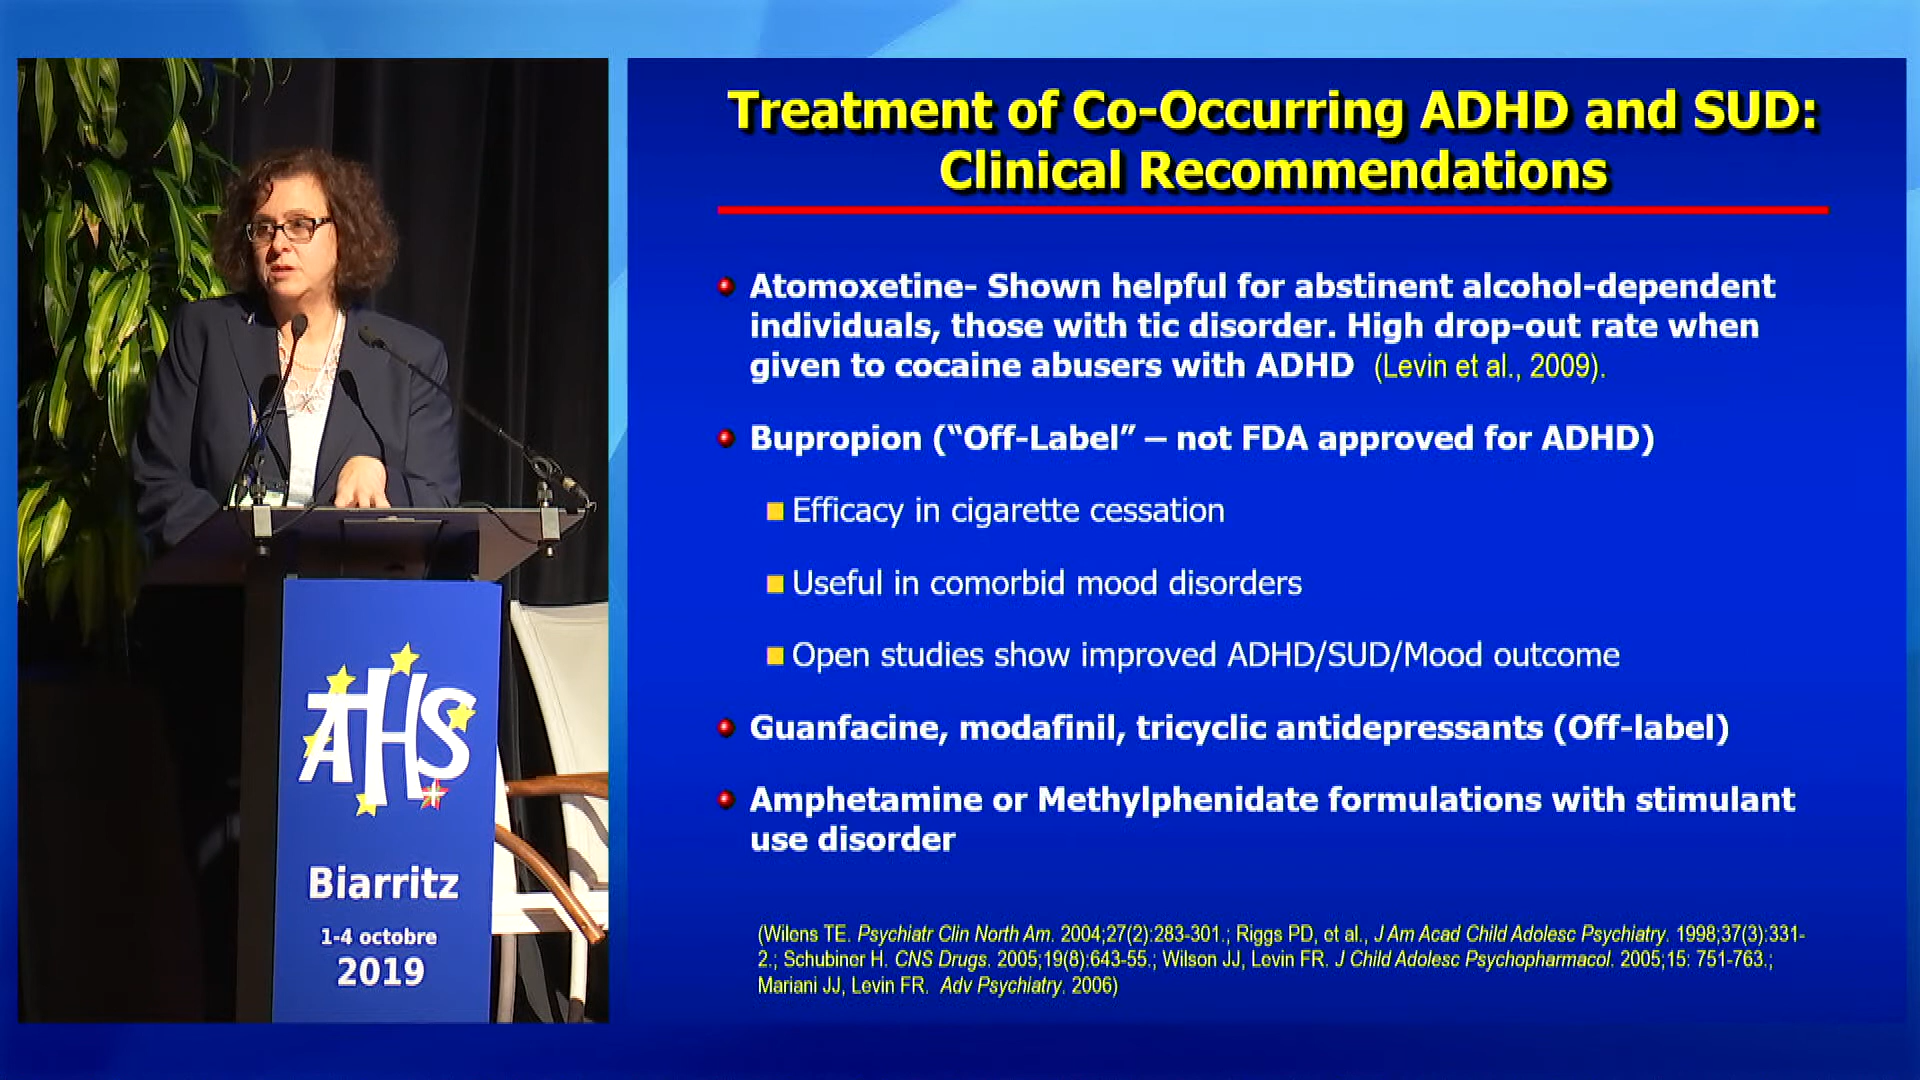 Treatment of Co-Occurring ADHD and SUD:
Clinical Recommendations
Atomoxetine- Shown helpful for abstinent alcohol-dependent
individuals, those with tic disorder. High drop-out rate when
given to cocaine abusers with ADHD (Levin et al., 2009).
Bupropion (“Off-Label” – not FDA approved for ADHD)
Efficacy in cigarette cessation
Useful in comorbid mood disorders
Open studies show improved ADHD/SUD/Mood outcome
Guanfacine, modafinil, tricyclic antidepressants (Off-label)
Amphetamine or Methylphenidate formulations with stimulant
use disorder
(Wilens TE. Psychiatr Clin North Am. 2004;27(2):283-301.; Riggs PD, et al., J Am Acad Child Adolesc Psychiatry. 1998;37(3):331-
2.; Schubiner H. CNS Drugs. 2005;19(8):643-55.; Wilson JJ, Levin FR. J Child Adolesc Psychopharmacol. 2005;15: 751-763.;
Mariani JJ, Levin FR. Adv Psychiatry. 2006)
AHS
Biarritz
1-4 octobre
2019